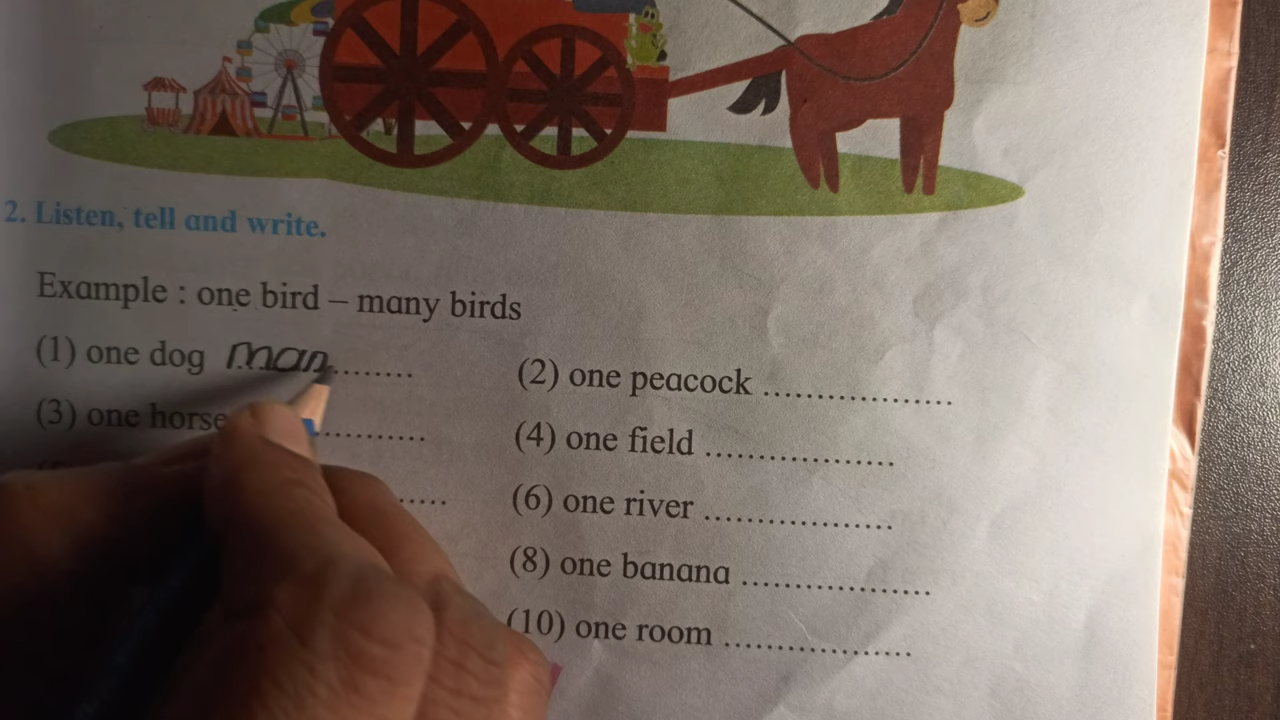 2. Listen, tell and write.
Example : one bird – many birds
(1) one dog man........
(2) one peacock ..................
(3) one horse ...........
(4) one field ..................
(6) one river ..................
(8) one banana ..................
(10) one room ..................